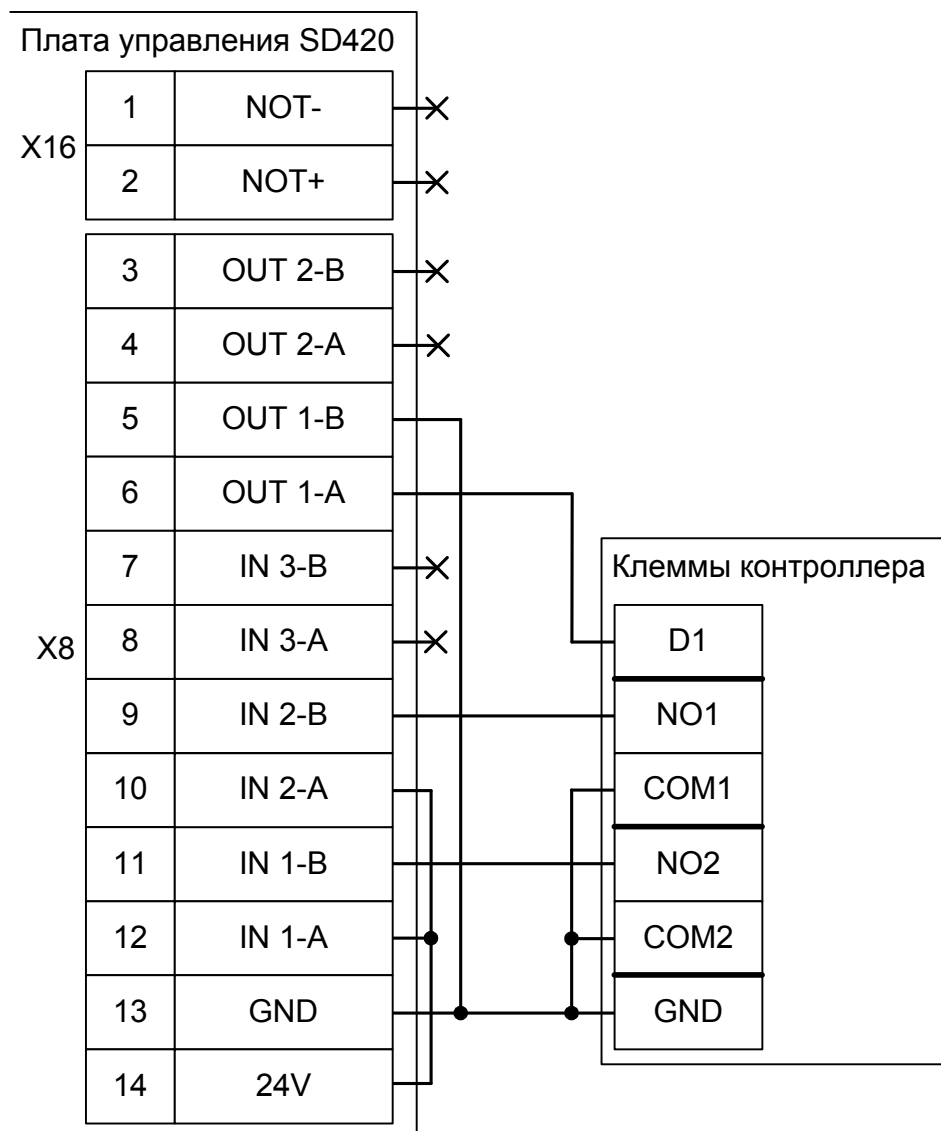 Плата управления SD420
X16
1 NOT-
2 NOT+
X8
3 OUT 2-B
4 OUT 2-A
5 OUT 1-B
6 OUT 1-A
7 IN 3-B
8 IN 3-A
9 IN 2-B
10 IN 2-A
11 IN 1-B
12 IN 1-A
13 GND
14 24V
Клеммы контроллера
D1
NO1
COM1
NO2
COM2
GND